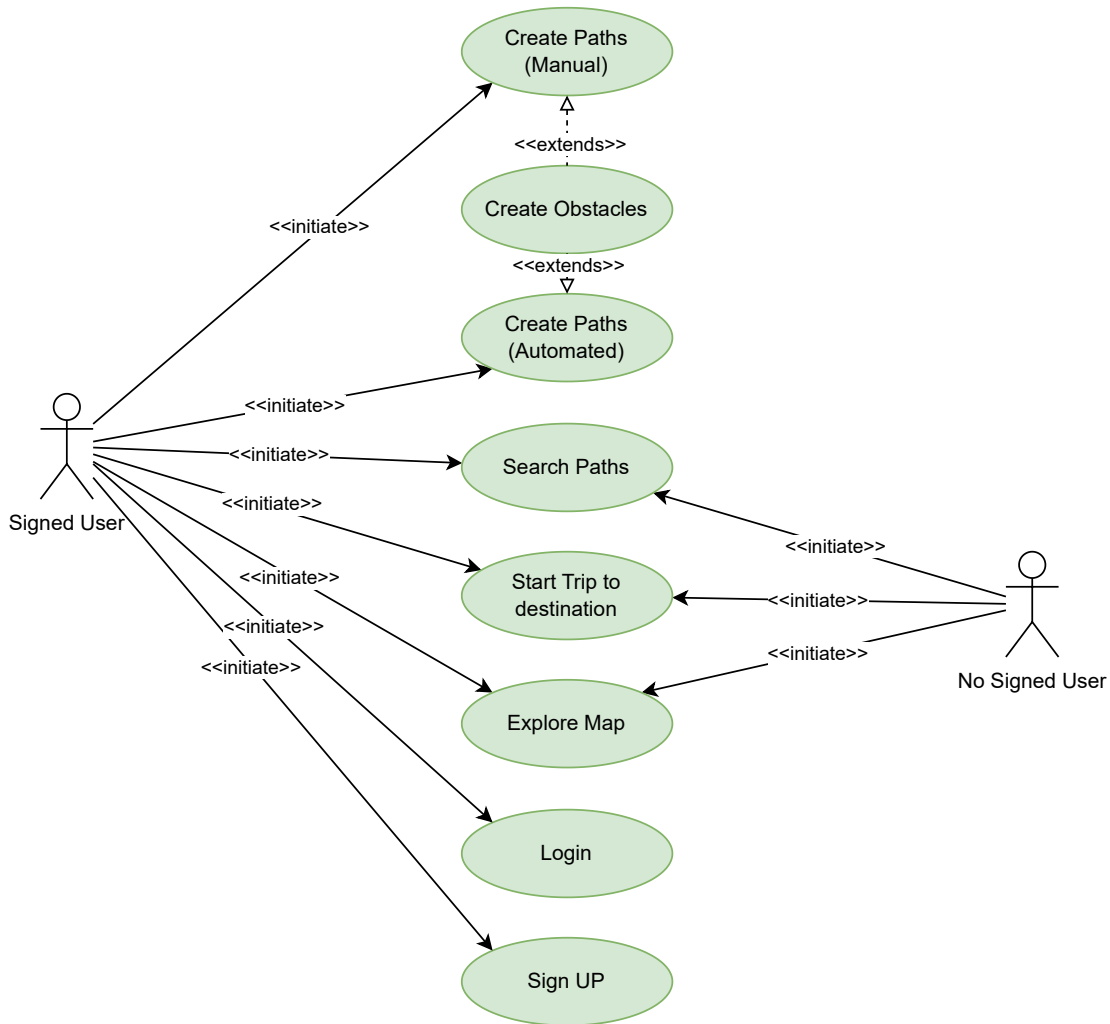 Create Paths
(Manual)
<<extends>>
Create Obstacles
<<initiate>>
<<extends>>
Create Paths
(Automated)
<<initiate>>
<<initiate>>
Search Paths
Signed User
<<initiate>>
<<initiate>>
<<initiate>>
Start Trip to
destination
<<initiate>>
<<initiate>>
<<initiate>>
<<initiate>>
<<initiate>>
No Signed User
Explore Map
Login
Sign UP